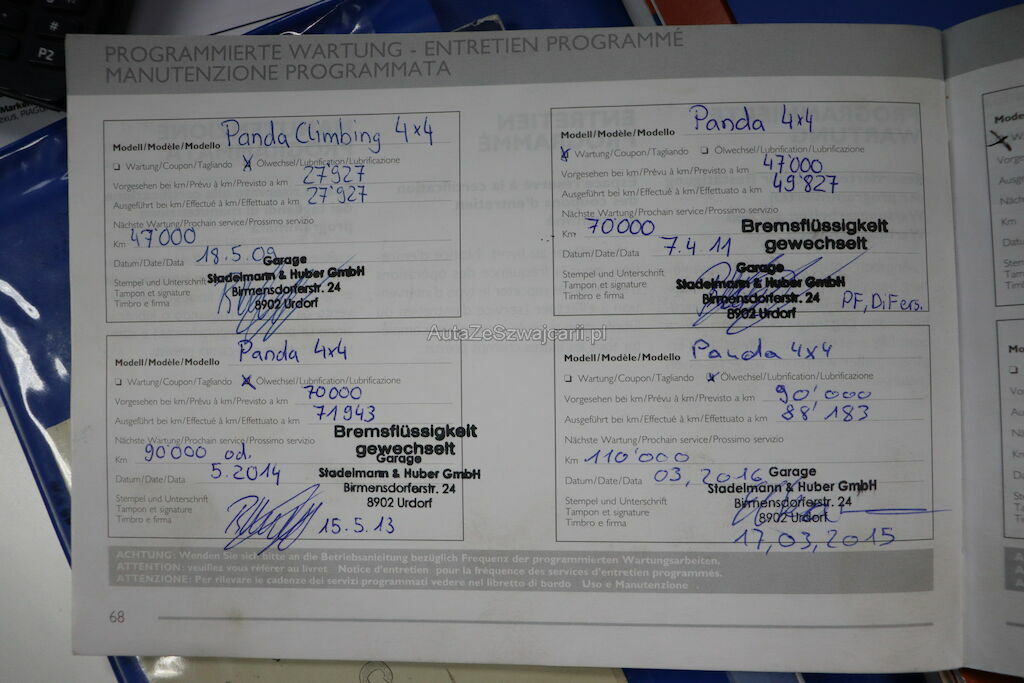 P2
PROGRAMMIERTE WARTUNG - ENTRETIEN PROGRAMMÉ
MANUTENZIONE PROGRAMMATA
Modell/Modèle/Modello Panda Climbing 4x4
Wartung/Coupon/Tagliando X Ölwechsel/Lubrification/Lubrificazione
Vorgesehen bei km/Prévu à km/Previsto a km 27927
Ausgeführt bei km/Effectué à km/Effettuato a km 27'927
Nächste Wartung/Prochain service/Prossimo servizio
Km 47'000
Datum/Date/Data 18.5.09
Stempel und Unterschrift
Tampon et signature
Timbro e firma
Garage
Stadelmann & Huber GmbH
Birmensdorferstr. 24
8902 Urdorf
Modell/Modèle/Modello Panda 4x4
X Wartung/Coupon/Tagliando Ölwechsel/Lubrification/Lubrificazione
Vorgesehen bei km/Prévu à km/Previsto a km 47'000
Ausgeführt bei km/Effectué à km/Effettuato a km 49'827
Nächste Wartung/Prochain service/Prossimo servizio
Km 70'000
Bremsflüssigkeit
gewechselt
Datum/Date/Data 7.4.11
Stempel und Unterschrift
Tampon et signature
Timbro e firma
Garage
Stadelmann & Huber GmbH
Birmensdorferstr. 24
8902 Urdorf
PF, DiFers.
AutaZeSzwajcarii.pl
Modell/Modèle/Modello Panda 4x4
Wartung/Coupon/Tagliando X Ölwechsel/Lubrification/Lubrificazione
Vorgesehen bei km/Prévu à km/Previsto a km 70000
Ausgeführt bei km/Effectué à km/Effettuato a km 71943
Nächste Wartung/Prochain service/Prossimo servizio
Km 90000 od.
Bremsflüssigkeit
gewechselt
Datum/Date/Data 5.2014
Stempel und Unterschrift
Tampon et signature
Timbro e firma
Garage
Stadelmann & Huber GmbH
Birmensdorferstr. 24
8902 Urdorf
15.5.13
Modell/Modèle/Modello Panda 4x4
Wartung/Coupon/Tagliando X Ölwechsel/Lubrification/Lubrificazione
Vorgesehen bei km/Prévu à km/Previsto a km 90'000
Ausgeführt bei km/Effectué à km/Effettuato a km 88'183
Nächste Wartung/Prochain service/Prossimo servizio
Km 110'000
Datum/Date/Data 03, 2016
Stempel und Unterschrift
Tampon et signature
Timbro e firma
Garage
Stadelmann & Huber GmbH
Birmensdorferstr. 24
8902 Urdorf
17,03,2015
ACHTUNG: Wenden Sie sich bitte an die Betriebsanleitung bezüglich Frequenz der programmierten Wartungsarbeiten.
ATTENTION: veuillez vous référer au livret Notice d'entretien pour la fréquence des services d'entretien programmés.
ATTENZIONE: Per rilevare le cadenze dei servizi programmati vedere nel libretto di bordo Uso e Manutenzione .
68